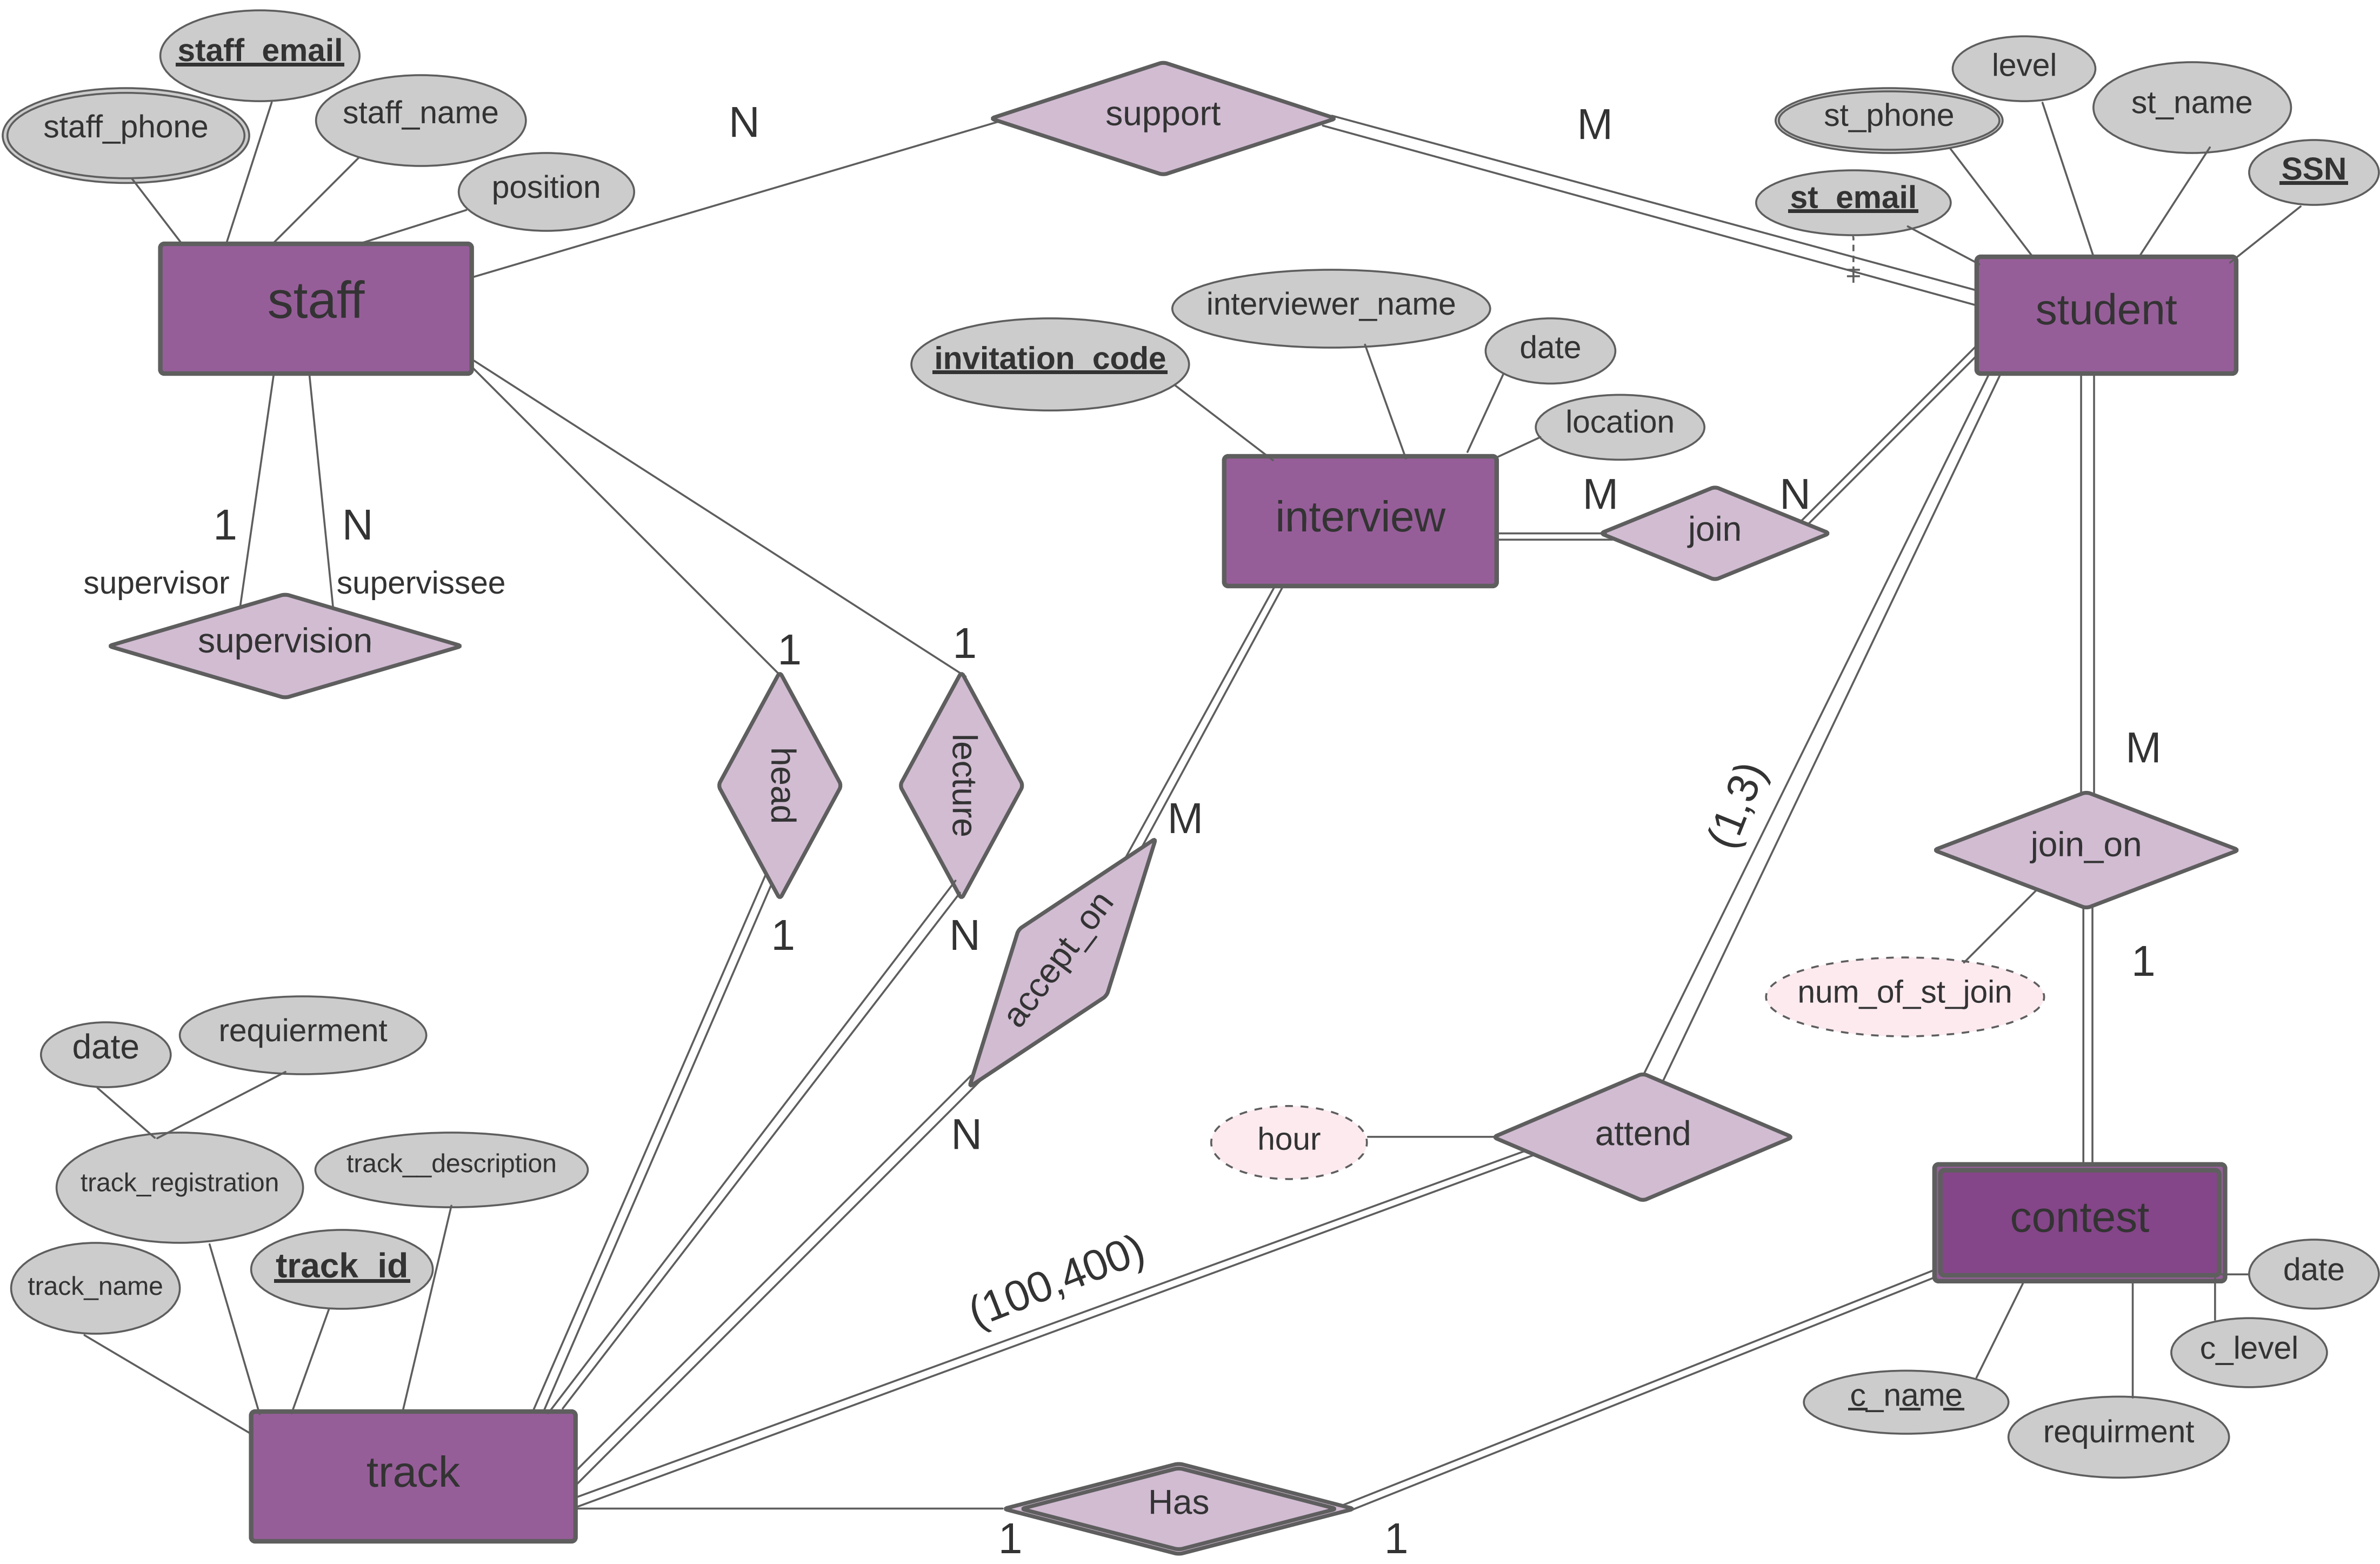 staff_email
staff_phone
staff_name
position
staff
N
support
M
level
st_phone
st_name
SSN
st_email
student
interviewer_name
invitation_code
date
location
interview
M
join
N
1
N
supervisor
supervissee
supervision
1
1
head
lecture
1
N
M
accept_on
N
(1,3)
M
join_on
num_of_st_join
1
date
requierment
track_registration
track__description
track_name
track_id
hour
attend
(100,400)
contest
date
c_level
c_name
requirment
track
Has
1
1